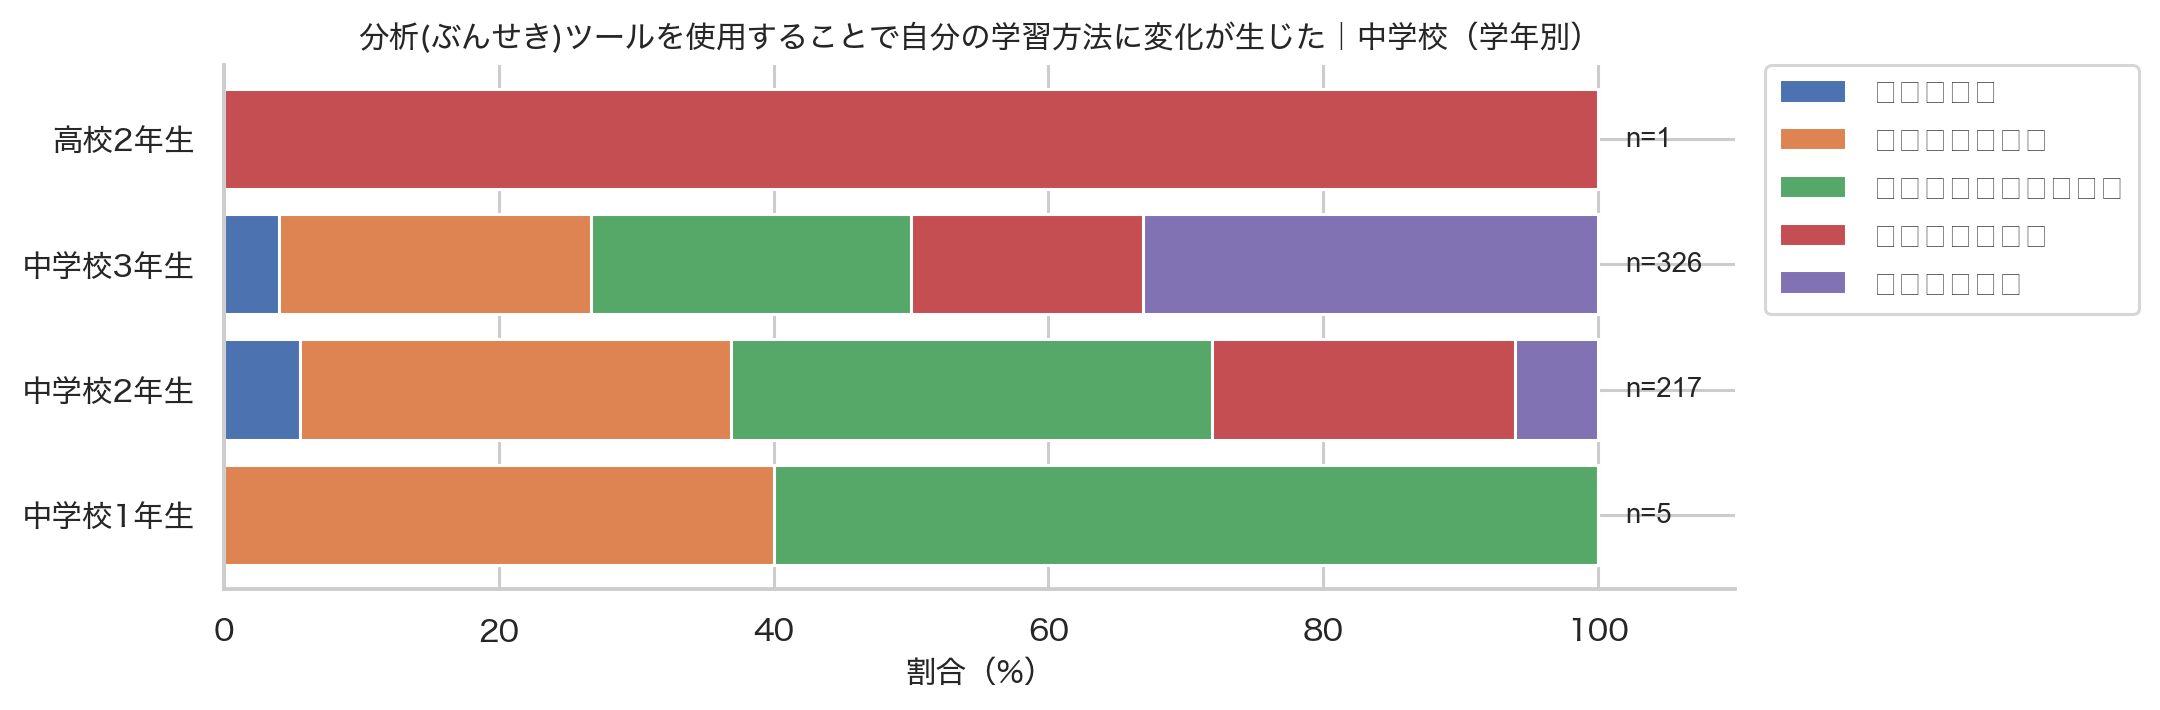 分析(ぶんせき)ツールを使用することで自分の学習方法に変化が生じた｜中学校（学年別）
高校2年生
n=1
中学校3年生
n=326
中学校2年生
n=217
中学校1年生
n=5
0 20 40 60 80 100
割合（%）